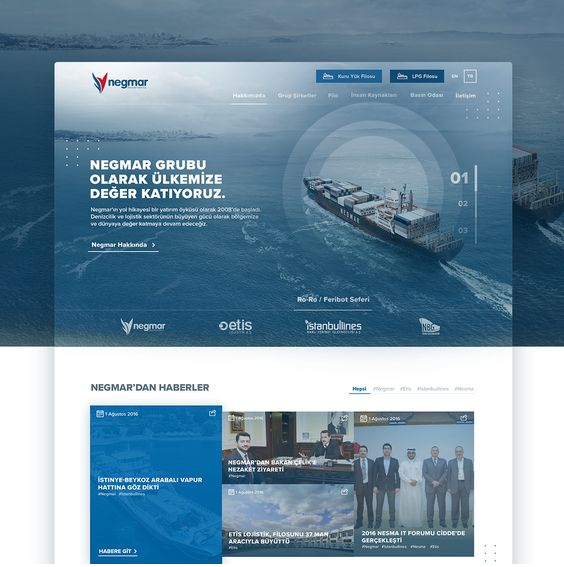 negmar
Kuru Yük Filosu
LPG Filosu
EN
TR
Hakkımızda
Grup Şirketler
Filo
İnsan Kaynakları
Basın Odası
İletişim
NEGMAR GRUBU
OLARAK ÜLKEMİZE
DEĞER KATIYORUZ.
Negmar'ın yol hikayesi bir yatırım öyküsü olarak 2008'de başladı.
Denizcilik ve lojistik sektörünün büyüyen gücü olarak bölgemize
ve dünyaya değer katmaya devam edeceğiz.
Negmar Hakkında
NEGMAR
01
02
03
Ro-Ro / Feribot Seferi
negmar
etis
istanbullines
NBG
NEGMAR'DAN HABERLER
Hepsi
#Negmar
#Etis
#İstanbullines
#Nesma
1 Ağustos 2016
İSTİNYE-BEYKOZ ARABALI VAPUR
HATTINA GÖZ DİKTİ
#Negmar #İstanbullines
HABERE GİT
1 Ağustos 2016
NEGMAR'DAN BAKAN ÇELİK'E
NEZAKET ZİYARETİ
#Negmar
1 Ağustos 2016
ETİS LOJİSTİK, FİLOSUNU 37 MAN
ARACIYLA BÜYÜTTÜ
#Etis
1 Ağustos 2016
2016 NESMA IT FORUMU CİDDE'DE
GERÇEKLEŞTİ
#Negmar #İstanbullines #Nesma #Etis